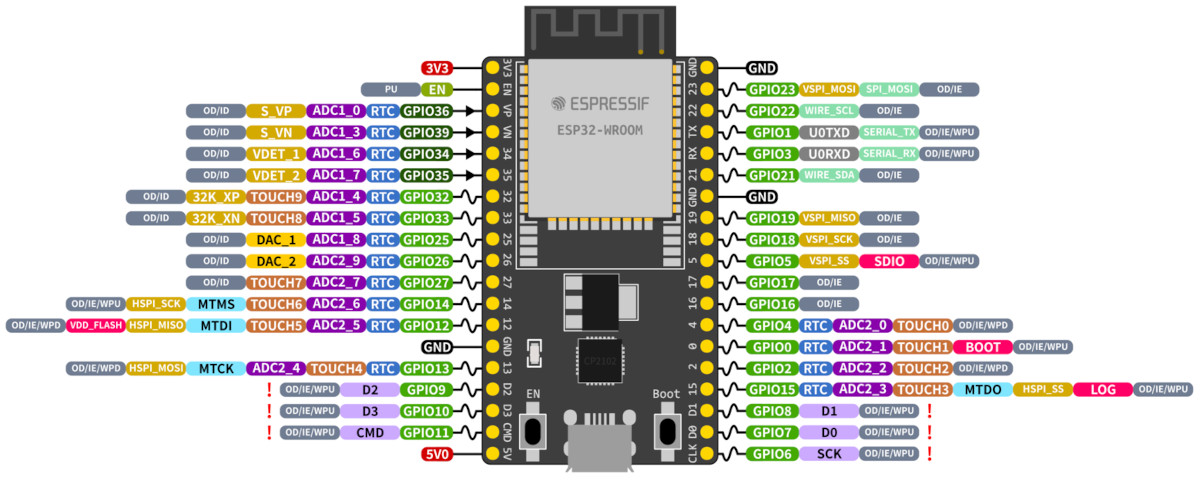 3V3 3V3 GND GND
PU EN EN 23 GPIO23 VSPI_MOSI SPI_MOSI OD/IE
OD/ID S_VP ADC1_0 RTC GPIO36 VP 22 GPIO22 WIRE_SCL OD/IE
ESPRESSIF
OD/ID S_VN ADC1_3 RTC GPIO39 VN ESP32-WROOM TX GPIO1 U0TXD SERIAL_TX OD/IE/WPU
OD/ID VDET_1 ADC1_6 RTC GPIO34 34 RX GPIO3 U0RXD SERIAL_RX OD/IE/WPU
OD/ID VDET_2 ADC1_7 RTC GPIO35 35 21 GPIO21 WIRE_SDA OD/IE
OD/ID 32K_XP TOUCH9 ADC1_4 RTC GPIO32 32 GND GND
OD/ID 32K_XN TOUCH8 ADC1_5 RTC GPIO33 33 19 GPIO19 VSPI_MISO OD/IE
OD/ID DAC_1 ADC1_8 RTC GPIO25 25 18 GPIO18 VSPI_SCK OD/IE
OD/ID DAC_2 ADC2_9 RTC GPIO26 26 5 GPIO5 VSPI_SS SDIO OD/IE/WPU
OD/ID TOUCH7 ADC2_7 RTC GPIO27 27 17 GPIO17 OD/IE
OD/IE/WPU HSPI_SCK MTMS TOUCH6 ADC2_6 RTC GPIO14 14 16 GPIO16 OD/IE
OD/IE/WPD VDD_FLASH HSPI_MISO MTDI TOUCH5 ADC2_5 RTC GPIO12 12 4 GPIO4 RTC ADC2_0 TOUCH0 OD/IE/WPD
GND GND CP2102 0 GPIO0 RTC ADC2_1 TOUCH1 BOOT OD/IE/WPU
OD/IE/WPD HSPI_MOSI MTCK ADC2_4 TOUCH4 RTC GPIO13 13 2 GPIO2 RTC ADC2_2 TOUCH2 OD/IE/WPD
! OD/IE/WPU D2 GPIO9 D2 EN Boot 15 GPIO15 RTC ADC2_3 TOUCH3 MTDO HSPI_SS LOG OD/IE/WPU
! OD/IE/WPU D3 GPIO10 D3 D1 GPIO8 D1 OD/IE/WPU !
! OD/IE/WPU CMD GPIO11 CMD D0 GPIO7 D0 OD/IE/WPU !
5V0 5V CLK GPIO6 SCK OD/IE/WPU !